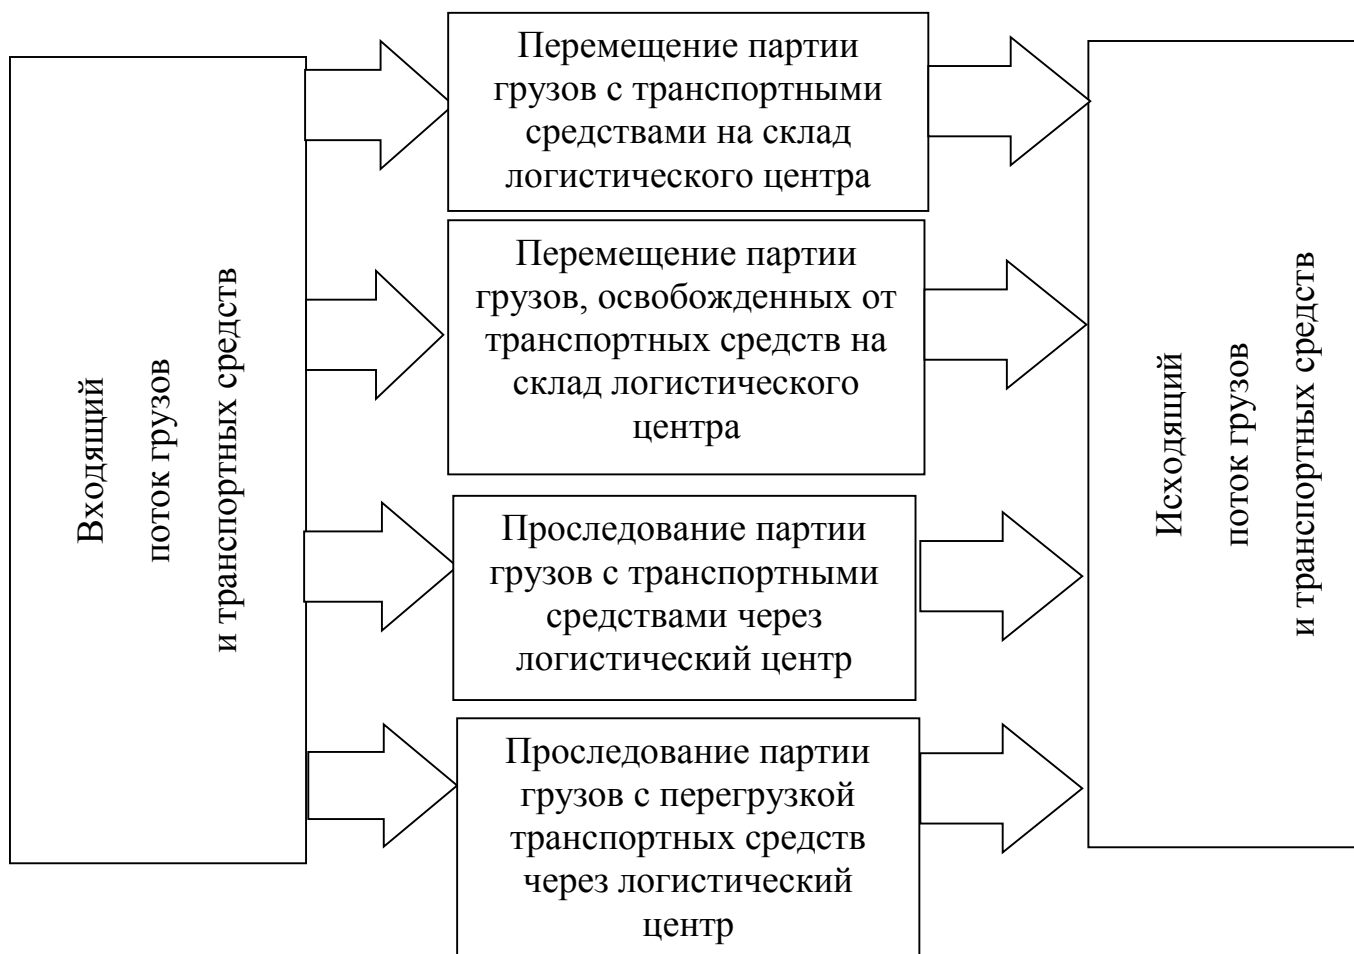 Входящий
поток грузов
и транспортных средств
Перемещение партии
грузов с транспортными
средствами на склад
логистического центра
Перемещение партии
грузов, освобожденных от
транспортных средств на
склад логистического
центра
Проследование партии
грузов с транспортными
средствами через
логистический центр
Проследование партии
грузов с перегрузкой
транспортных средств
через логистический
центр
Исходящий
поток грузов
и транспортных средств